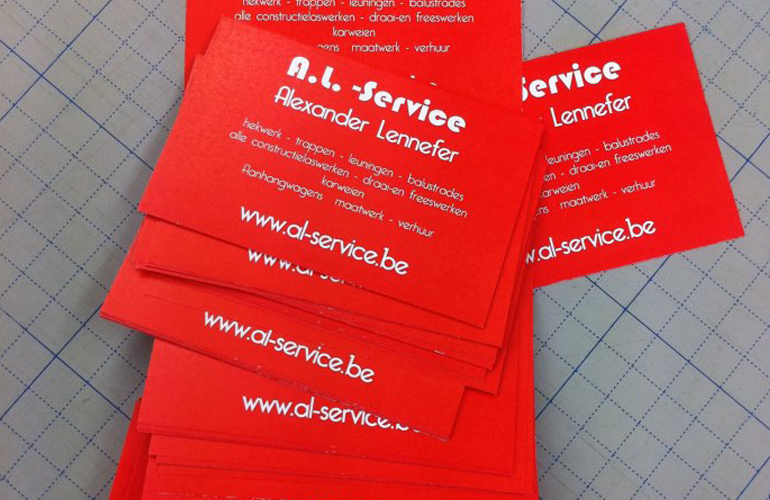 hekwerk - trappen - leuningen - balustrades
alle constructielaswerken - draai-en freeswerken
karweien
gens maatwerk - verhuur
A.L. -Service
Alexander Lennefer
hekwerk - trappen - leuningen - balustrades
alle constructielaswerken - draai-en freeswerken
karweien
Aanhangwagens maatwerk - verhuur
www.al-service.be
Service
Lennefer
leuningen - balustrades
en - draai-en freeswerken
karweien
ens maatwerk - verhuur
w.al-service.be
www.al-service.be
www.al-service.be
www.al-service.be